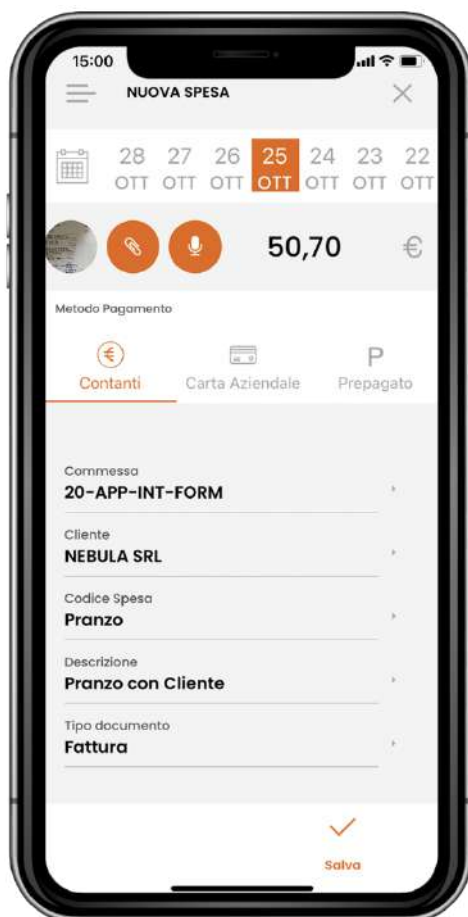 15:00
NUOVA SPESA
28 27 26 25 24 23 22
OTT OTT OTT OTT OTT OTT OTT
50,70 €
Metodo Pagamento
€ P
Contanti Carta Aziendale Prepagato
Commessa
20-APP-INT-FORM
Cliente
NEBULA SRL
Codice Spesa
Pranzo
Descrizione
Pranzo con Cliente
Tipo documento
Fattura
Salva